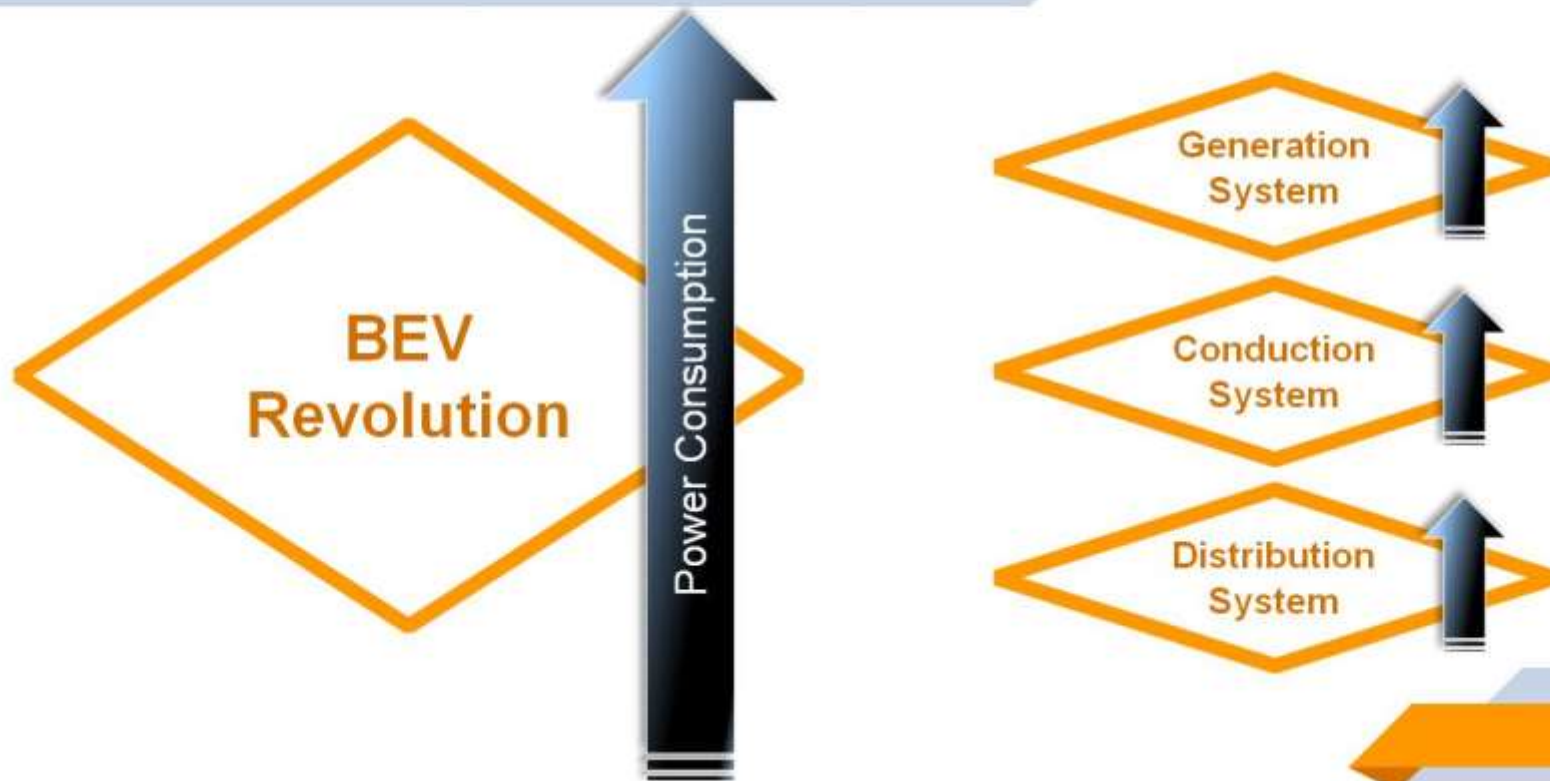 BEV
Revolution
Power Consumption
Generation
System
Conduction
System
Distribution
System